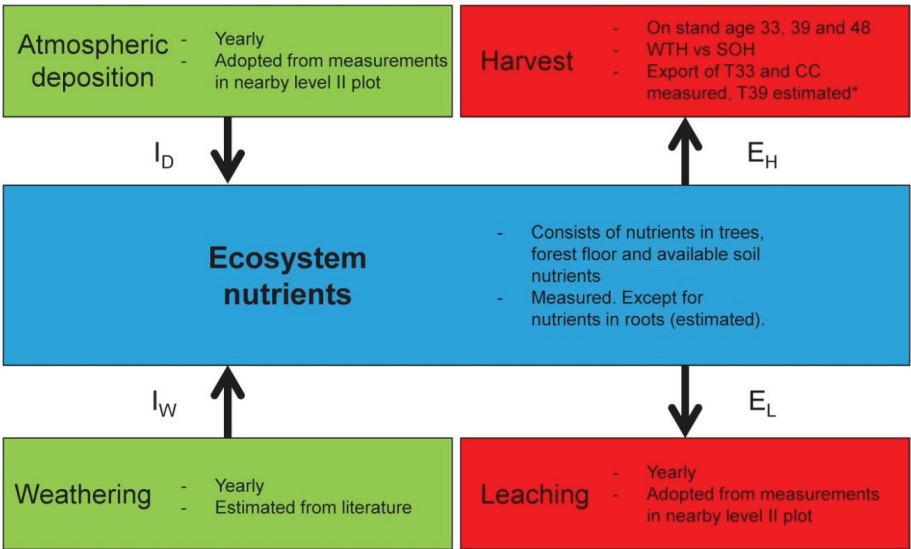 Atmospheric
deposition
- Yearly
- Adopted from measurements
in nearby level II plot
Harvest
- On stand age 33, 39 and 48
- WTH vs SOH
- Export of T33 and CC
measured, T39 estimated*
I_D
E_H
Ecosystem
nutrients
- Consists of nutrients in trees,
forest floor and available soil
nutrients
- Measured. Except for
nutrients in roots (estimated).
I_W
E_L
Weathering
- Yearly
- Estimated from literature
Leaching
- Yearly
- Adopted from measurements
in nearby level II plot